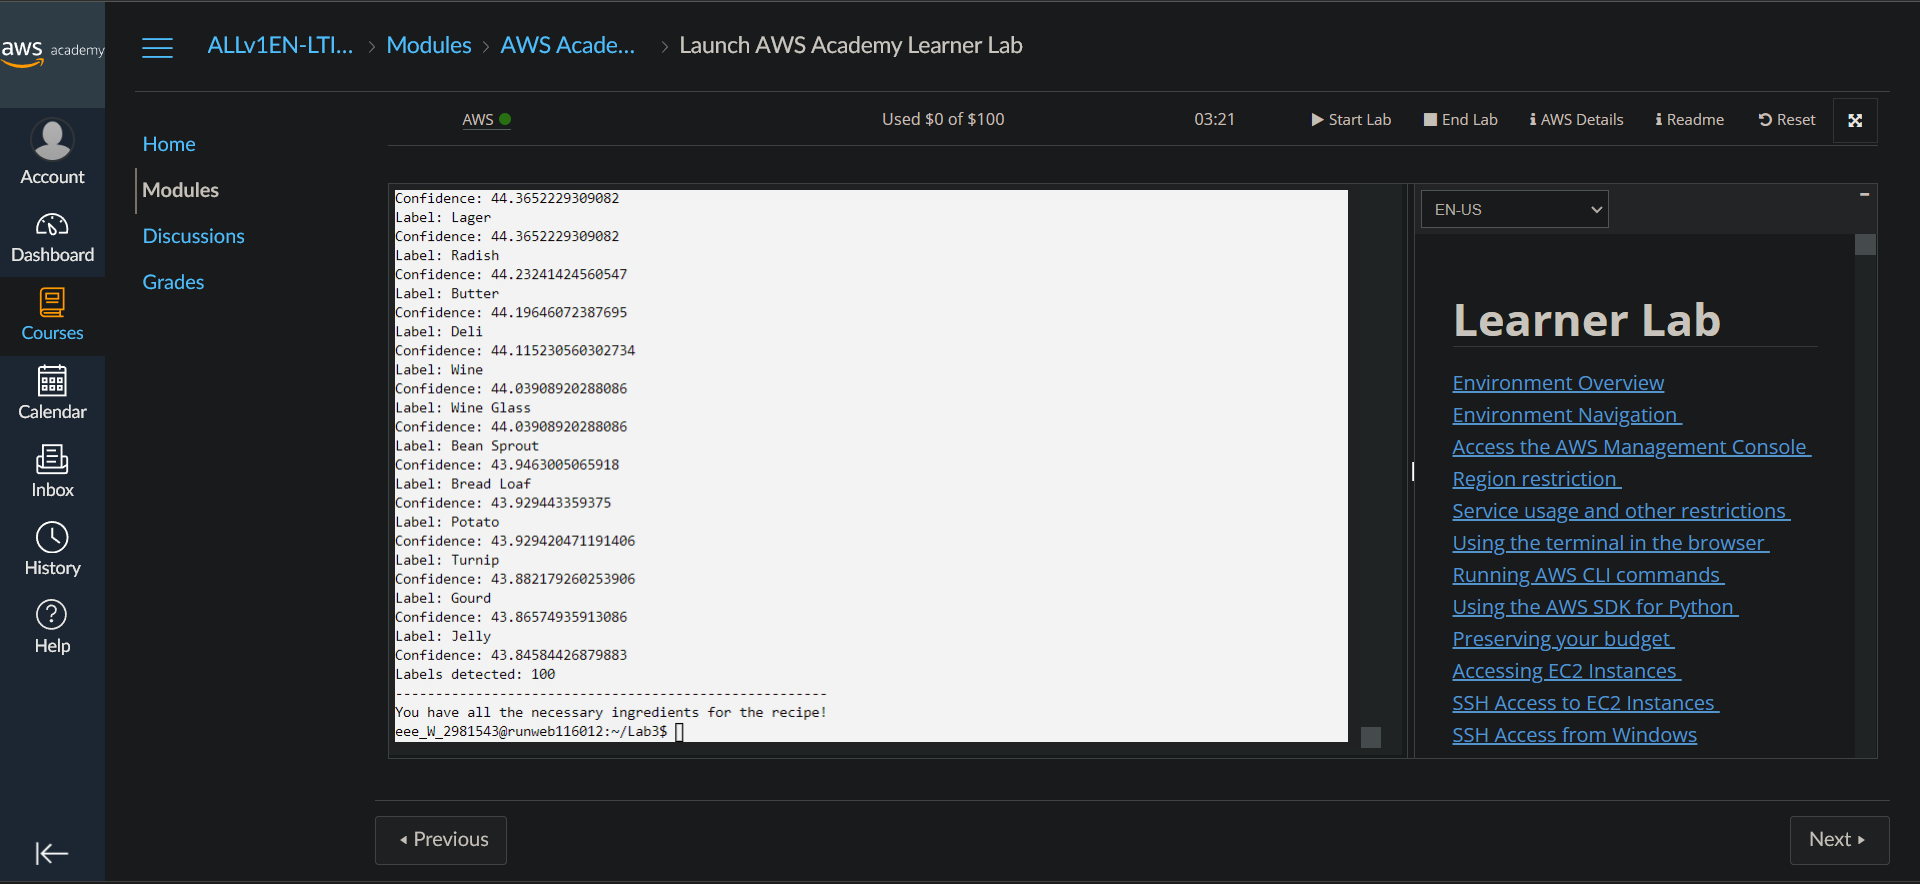 aws academy
ALLv1EN-LTI... > Modules > AWS Acade... > Launch AWS Academy Learner Lab
Account
Dashboard
Courses
Calendar
Inbox
History
Help
Home
Modules
Discussions
Grades
AWS
Used $0 of $100
03:21
Start Lab
End Lab
AWS Details
Readme
Reset
Confidence: 44.3652229309082
Label: Lager
Confidence: 44.3652229309082
Label: Radish
Confidence: 44.23241424560547
Label: Butter
Confidence: 44.19646072387695
Label: Deli
Confidence: 44.115230560302734
Label: Wine
Confidence: 44.03908920288086
Label: Wine Glass
Confidence: 44.03908920288086
Label: Bean Sprout
Confidence: 43.9463005065918
Label: Bread Loaf
Confidence: 43.929443359375
Label: Potato
Confidence: 43.929420471191406
Label: Turnip
Confidence: 43.882179260253906
Label: Gourd
Confidence: 43.86574935913086
Label: Jelly
Confidence: 43.84584426879883
Labels detected: 100
------------------------------------------------------
You have all the necessary ingredients for the recipe!
eee_W_2981543@runweb116012:~/Lab3$
EN-US
Learner Lab
Environment Overview
Environment Navigation
Access the AWS Management Console
Region restriction
Service usage and other restrictions
Using the terminal in the browser
Running AWS CLI commands
Using the AWS SDK for Python
Preserving your budget
Accessing EC2 Instances
SSH Access to EC2 Instances
SSH Access from Windows
Previous
Next